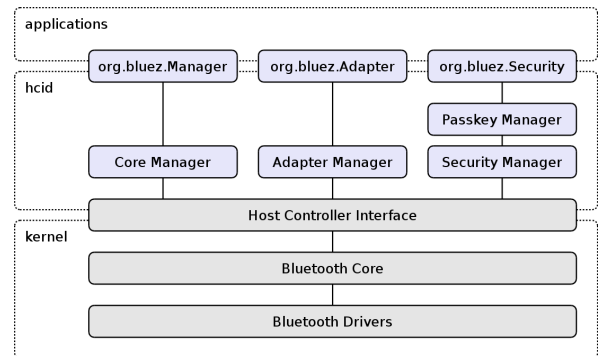 applications
org.bluez.Manager
org.bluez.Adapter
org.bluez.Security
hcid
Passkey Manager
Core Manager
Adapter Manager
Security Manager
Host Controller Interface
kernel
Bluetooth Core
Bluetooth Drivers